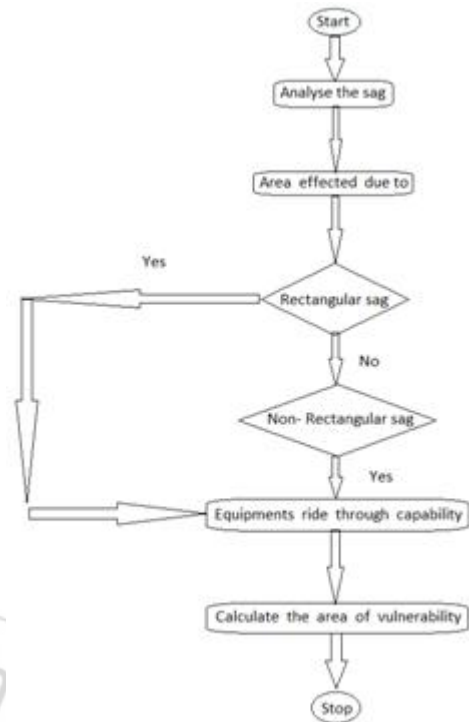 Start
Analyse the sag
Area effected due to
Yes
Rectangular sag
No
Non- Rectangular sag
Yes
Equipments ride through capability
Calculate the area of vulnerability
Stop